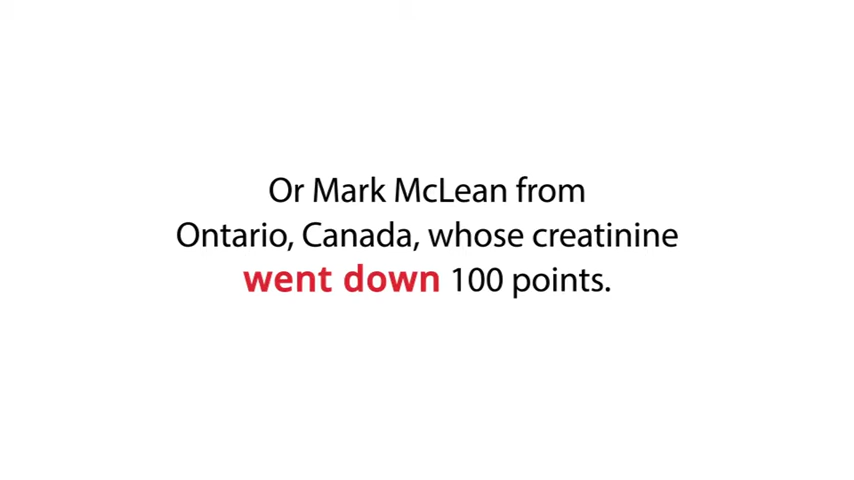 Or Mark McLean from
Ontario, Canada, whose creatinine
went down 100 points.